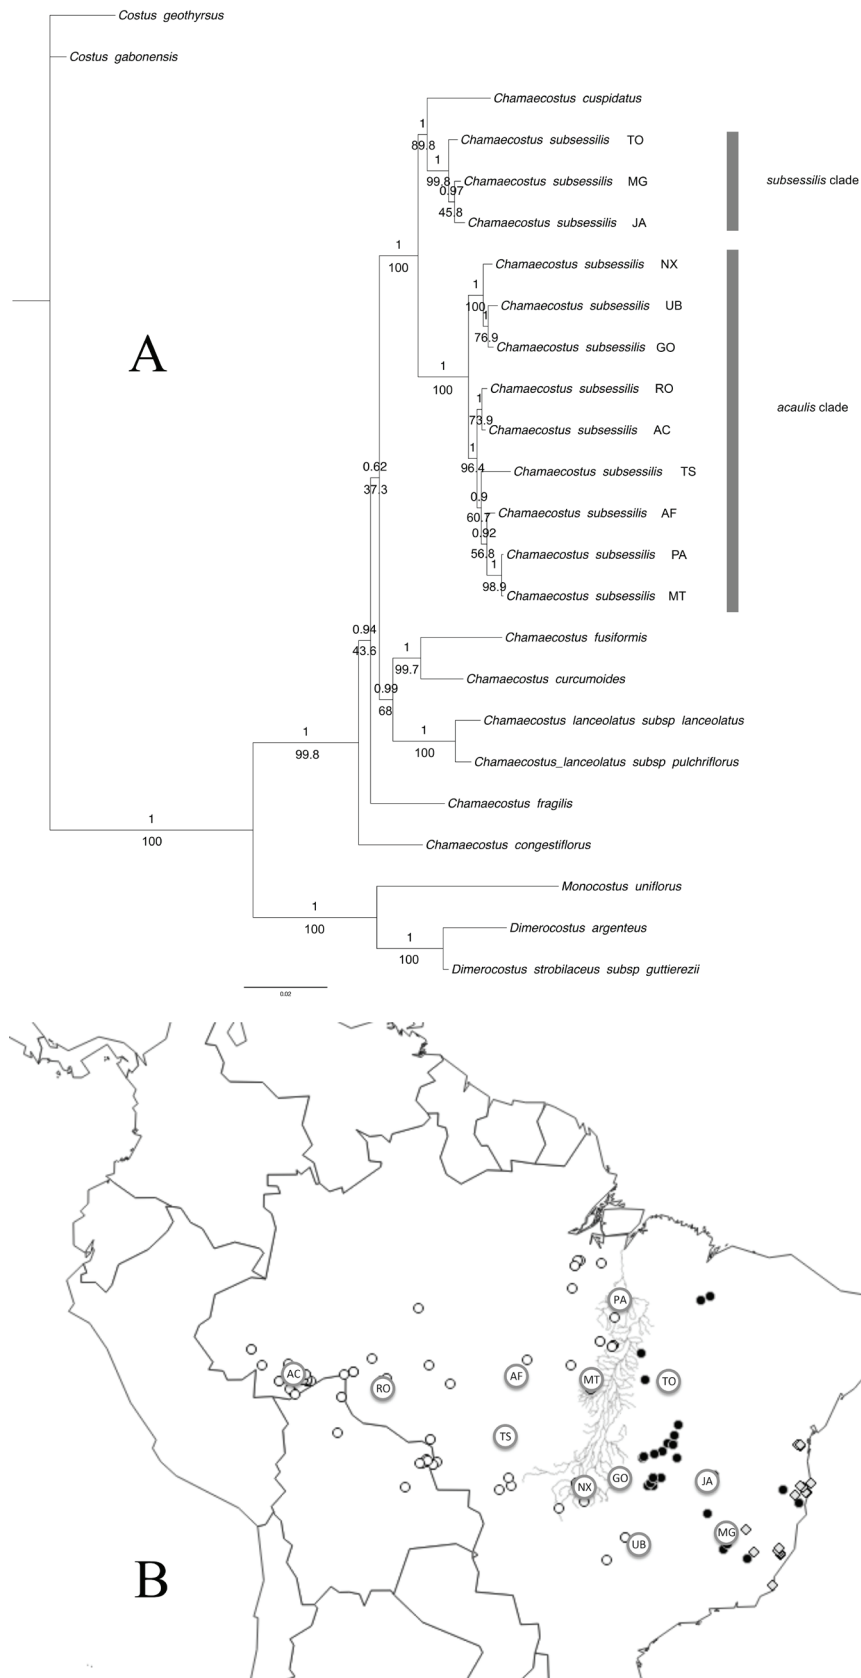 Costus geothyrsus
Costus gabonensis
Chamaecostus cuspidatus
1
89.8
Chamaecostus subsessilis TO
1
99.8
Chamaecostus subsessilis MG
subsessilis clade
0.97
45.8
Chamaecostus subsessilis JA
1
100
Chamaecostus subsessilis NX
1
100
Chamaecostus subsessilis UB
1
76.9
Chamaecostus subsessilis GO
A
1
100
Chamaecostus subsessilis RO
1
73.9
acaulis clade
Chamaecostus subsessilis AC
1
96.4
Chamaecostus subsessilis TS
0.62
37.3
0.9
60.7
Chamaecostus subsessilis AF
0.92
56.8
Chamaecostus subsessilis PA
1
98.9
Chamaecostus subsessilis MT
0.94
43.6
Chamaecostus fusiformis
1
99.7
Chamaecostus curcumoides
0.99
68
Chamaecostus lanceolatus subsp lanceolatus
1
100
1
99.8
Chamaecostus_lanceolatus subsp pulchriflorus
Chamaecostus fragilis
1
100
Chamaecostus congestiflorus
Monocostus uniflorus
1
100
Dimerocostus argenteus
1
100
Dimerocostus strobilaceus subsp guttierezii
0.02
PA
AC
RO
AF
MT
TO
TS
GO
NX
JA
MG
UB
B